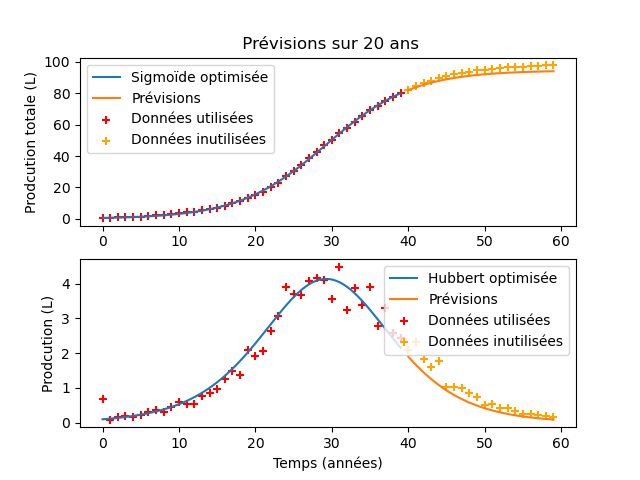 Prévisions sur 20 ans
Prodcution totale (L)
100
80
60
40
20
0
Sigmoïde optimisée
Prévisions
Données utilisées
Données inutilisées
0 10 20 30 40 50 60
Prodcution (L)
4
3
2
1
0
Hubbert optimisée
Prévisions
Données utilisées
Données inutilisées
0 10 20 30 40 50 60
Temps (années)